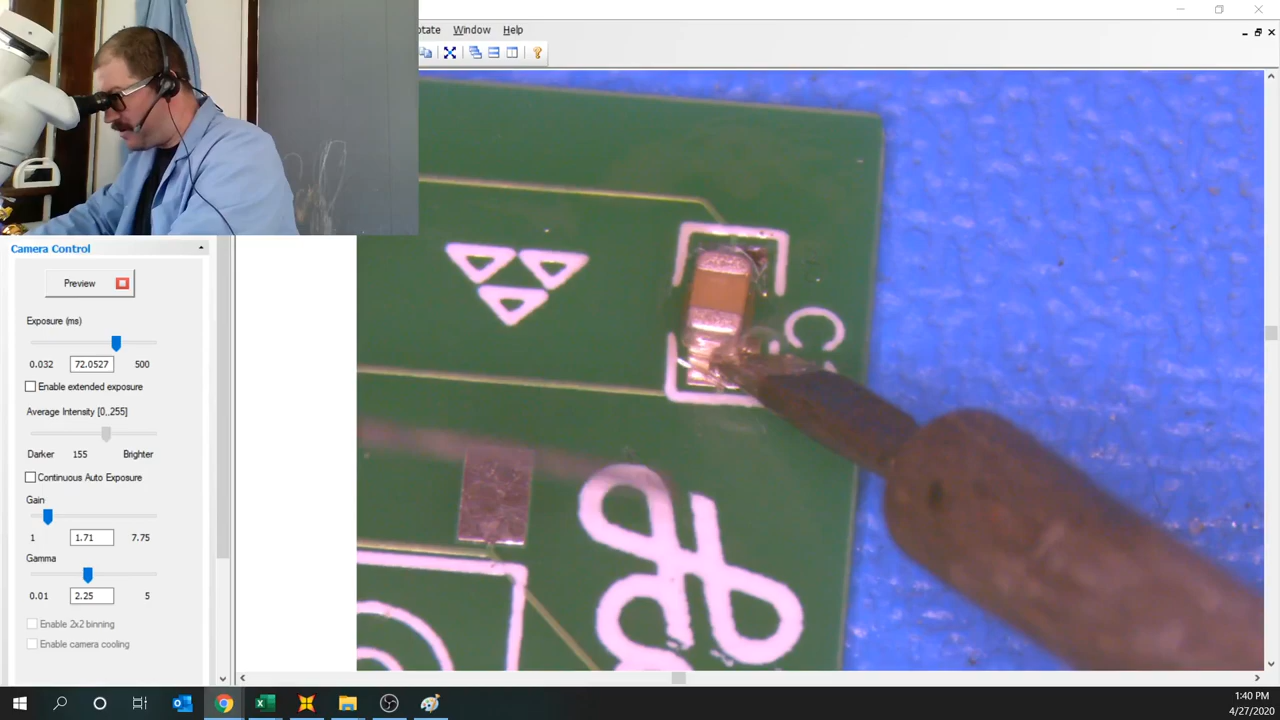 otate Window Help
Camera Control
Preview
Exposure (ms)
0.032 72.0527 500
Enable extended exposure
Average Intensity [0,,255]
Darker 155 Brighter
Continuous Auto Exposure
Gain
1 1.71 7.75
Gamma
0.01 2.25 5
Enable 2x2 binning
Enable camera cooling
C
1:40 PM
4/27/2020